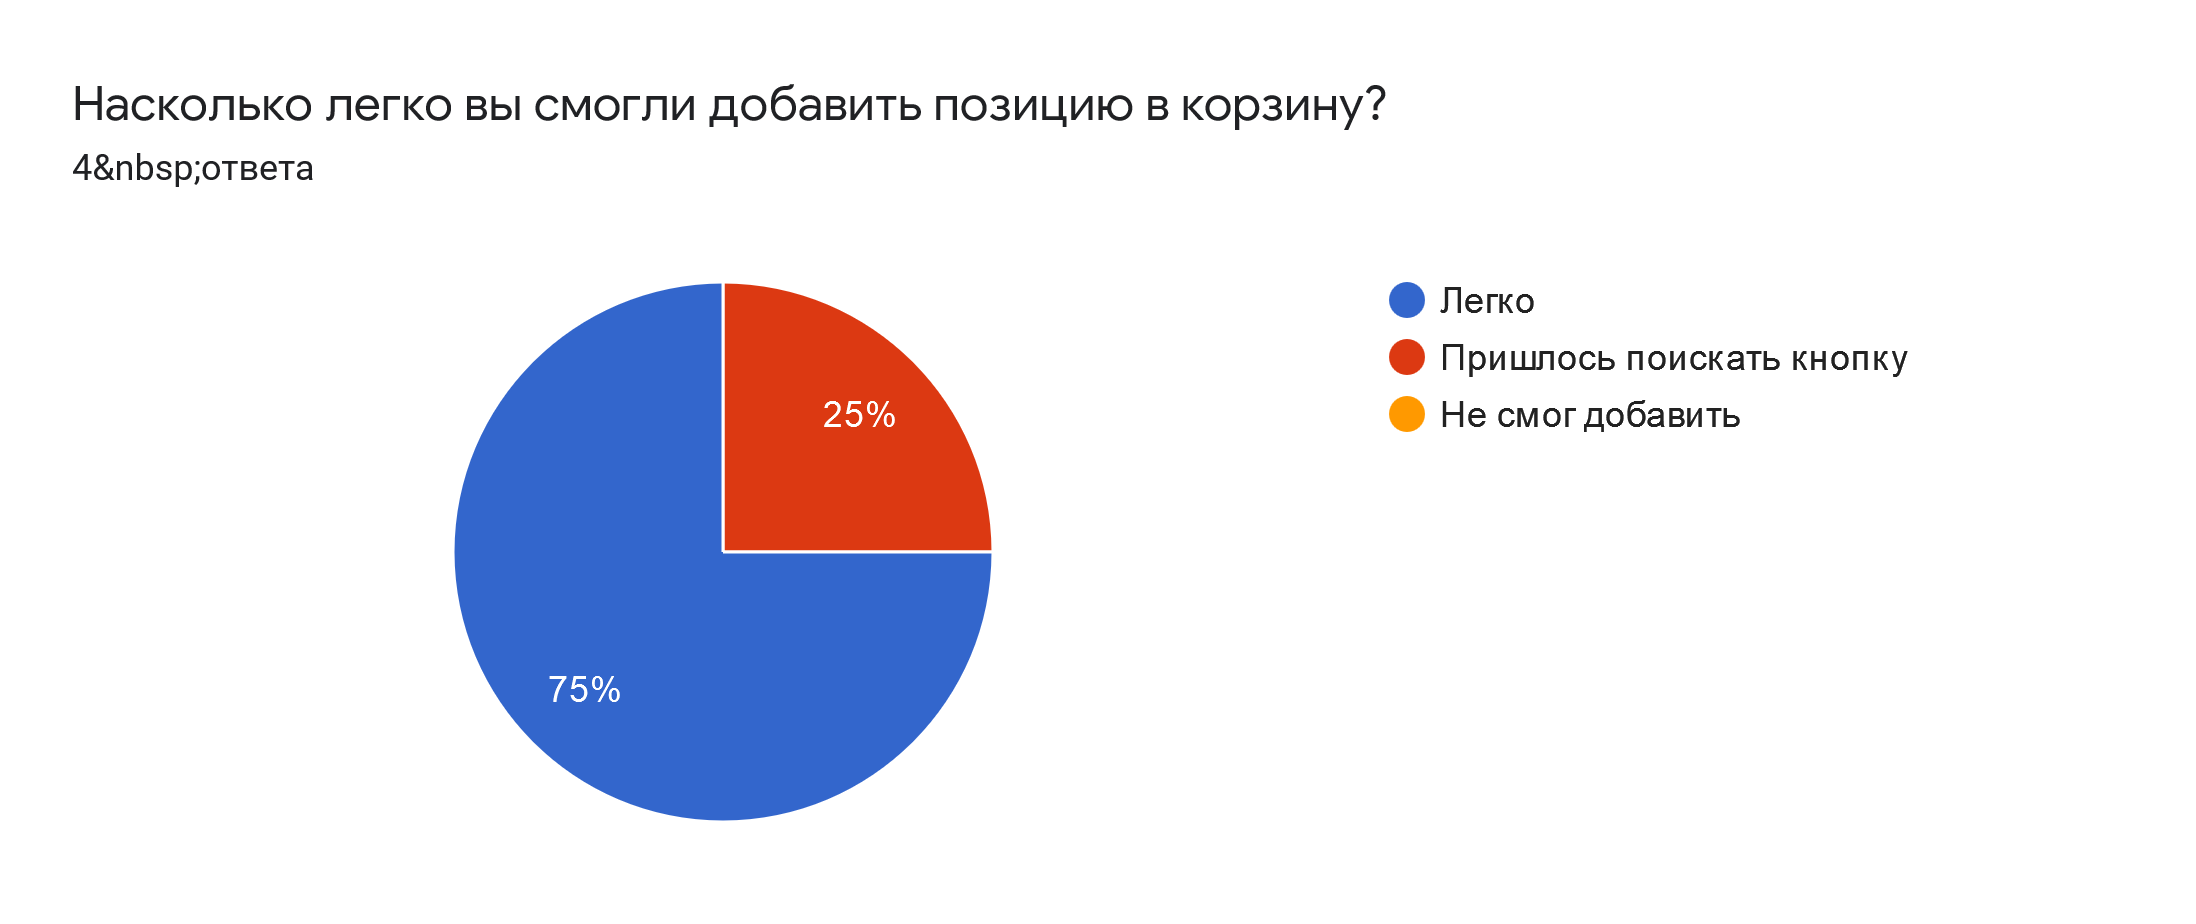 Насколько легко вы смогли добавить позицию в корзину?
4&nbsp;ответа
Легко
Пришлось поискать кнопку
Не смог добавить
25%
75%